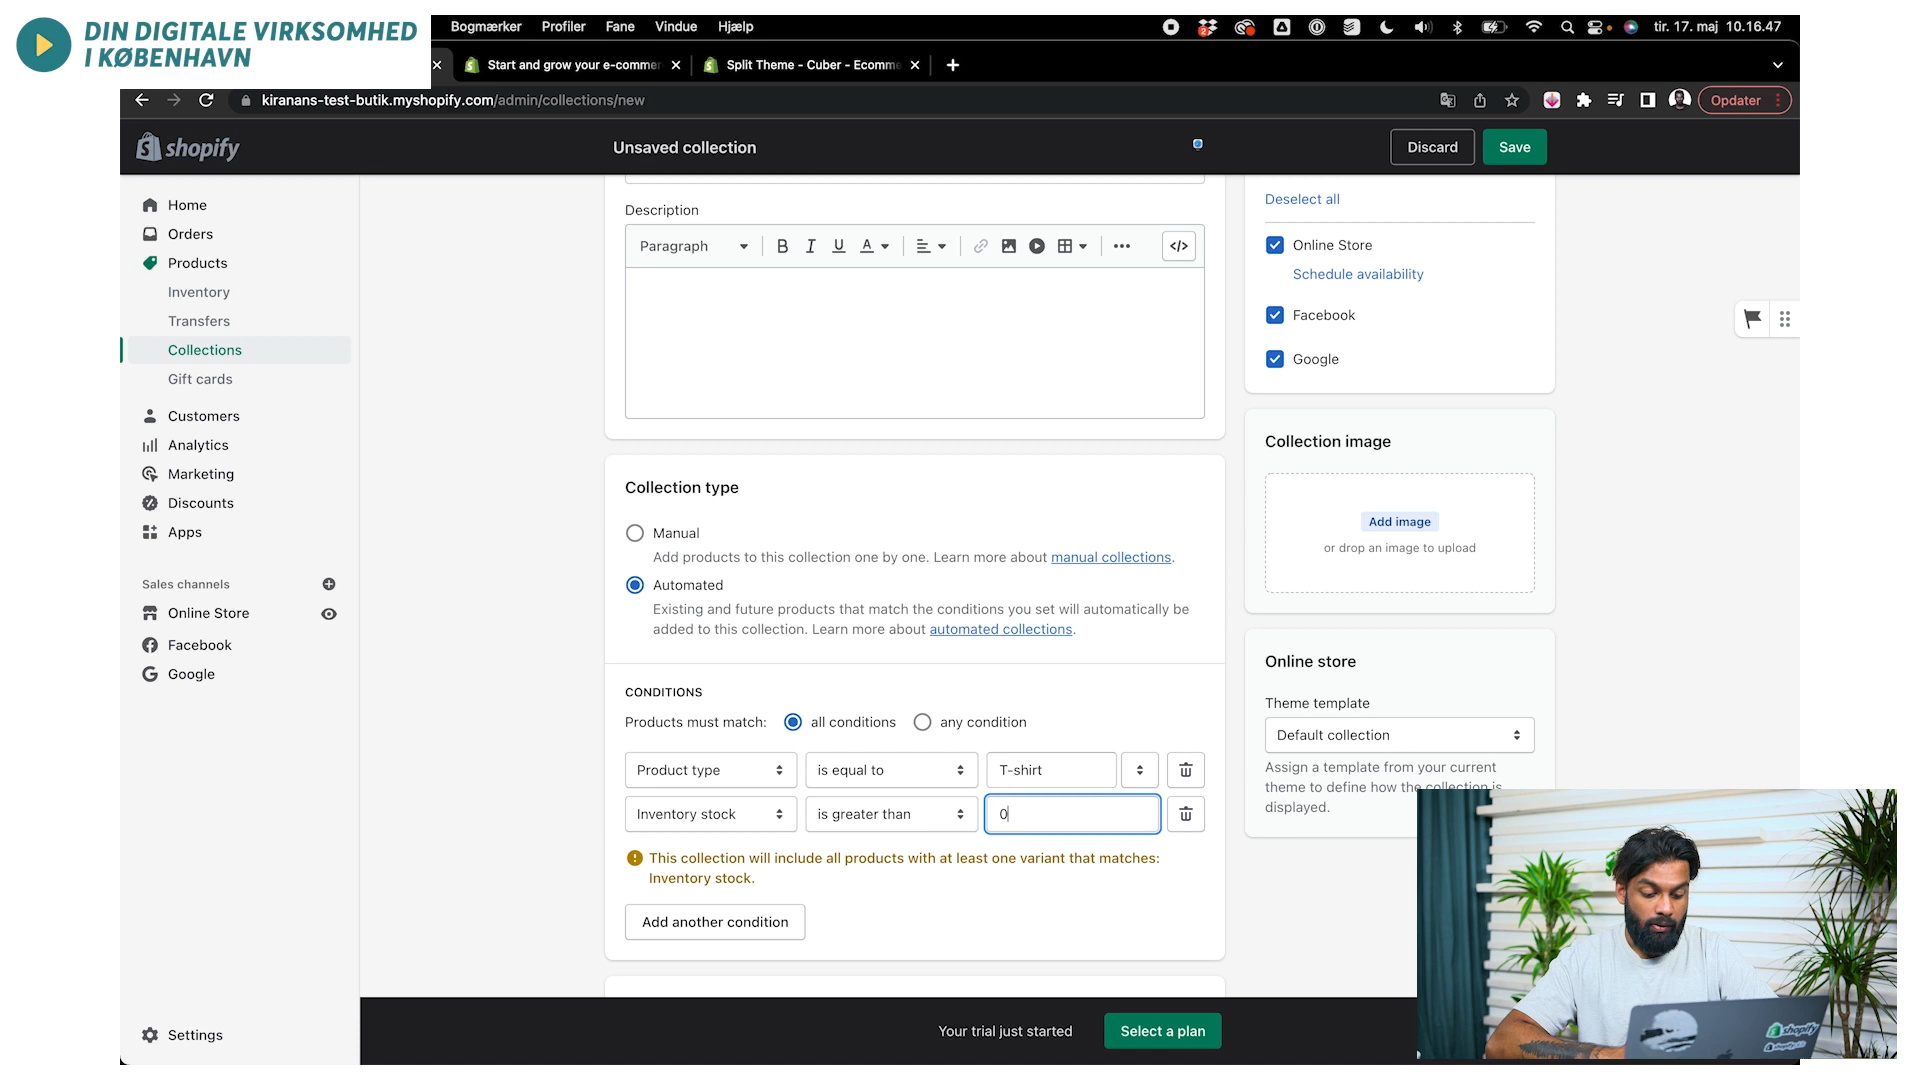 DIN DIGITALE VIRKSOMHED
I KØBENHAVN
Bogmærker Profiler Fane Vindue Hjælp
tir. 17. maj 10.16.47
Start and grow your e-commer
Split Theme - Cuber - Ecomme
kiranans-test-butik.myshopify.com/admin/collections/new
Opdater
shopify
Unsaved collection
Discard
Save
Home
Orders
Products
Inventory
Transfers
Collections
Gift cards
Customers
Analytics
Marketing
Discounts
Apps
Sales channels
Online Store
Facebook
Google
Settings
Description
Paragraph
Collection type
Manual
Add products to this collection one by one. Learn more about manual collections.
Automated
Existing and future products that match the conditions you set will automatically be
added to this collection. Learn more about automated collections.
CONDITIONS
Products must match: all conditions any condition
Product type is equal to T-shirt
Inventory stock is greater than 0
This collection will include all products with at least one variant that matches:
Inventory stock.
Add another condition
Deselect all
Online Store
Schedule availability
Facebook
Google
Collection image
Add image
or drop an image to upload
Online store
Theme template
Default collection
Assign a template from your current
theme to define how the collection is
displayed.
Your trial just started
Select a plan
shopify